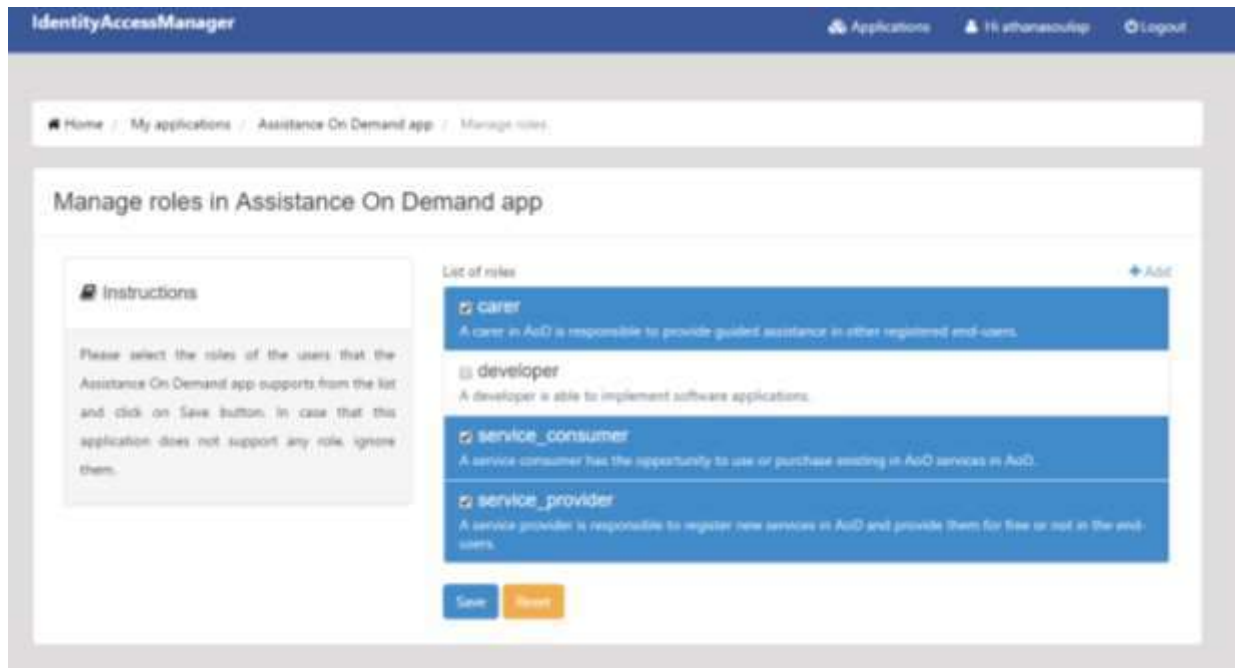 IdentityAccessManager
Applications
Hi athanasoulisp
Logout
Home / My applications / Assistance On Demand app / Manage roles
Manage roles in Assistance On Demand app
Instructions
Please select the roles of the users that the
Assistance On Demand app supports from the list
and click on Save button. In case that this
application does not support any role, ignore
them.
List of roles
Add
carer
A carer in AoD is responsible to provide guided assistance in other registered end-users.
developer
A developer is able to implement software applications.
service_consumer
A service consumer has the opportunity to use or purchase existing in AoD services in AoD.
service_provider
A service provider is responsible to register new services in AoD and provide them for free or not in the end-
users.
Save
Reset